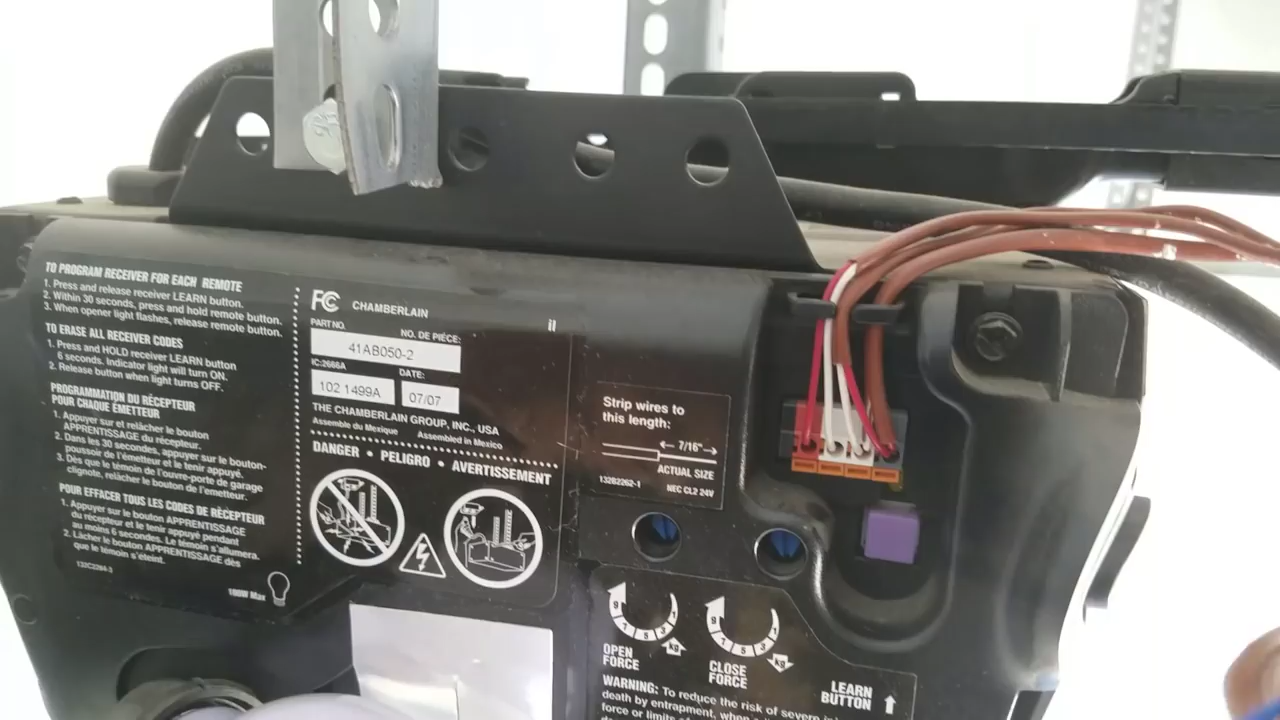 TO PROGRAM RECEIVER FOR EACH REMOTE
1. Press and release receiver LEARN button.
2. Within 30 seconds, press and hold remote button.
3. When opener light flashes, release remote button.
TO ERASE ALL RECEIVER CODES
1. Press and HOLD receiver LEARN button
6 seconds. Indicator light will turn ON.
2. Release button when light turns OFF.
PROGRAMMATION DU RÉCEPTEUR
POUR CHAQUE ÉMETTEUR
1. Appuyer sur et relâcher le bouton
APRENTISSAGE du récepteur.
2. Dans les 30 secondes, appuyer sur le bouton-
poussoir de l'émetteur et le tenir appuyé.
3. Dès que le témoin de l'ouvre-porte de garage
clignote, relâcher le bouton de l'emetteur.
POUR EFFACER TOUS LES CODES DE RÉCEPTEUR
1. Appuyer sur le bouton APPRENTISSAGE
du récepteur et le tenir appuyé pendant
au moins 6 secondes. Le témoin s'allumera.
2. Lâcher le bouton APPRENTISSAGE dès
que le témoin s'éteint.
132C2284-3
100W Max
FC CHAMBERLAIN
PART NO. NO. DE PIÈCE:
41AB050-2
IC:2666A DATE:
102 1499A 07/07
THE CHAMBERLAIN GROUP, INC., USA
Assemble du Mexique Assembled in Mexico
DANGER • PELIGRO • AVERTISSEMENT
Strip wires to
this length:
7/16"
ACTUAL SIZE
132B2262-1 NEC CL2 24V
OPEN
FORCE
CLOSE
FORCE
LEARN
BUTTON
WARNING: To reduce the risk of severe
death by entrapment, when
force or limits